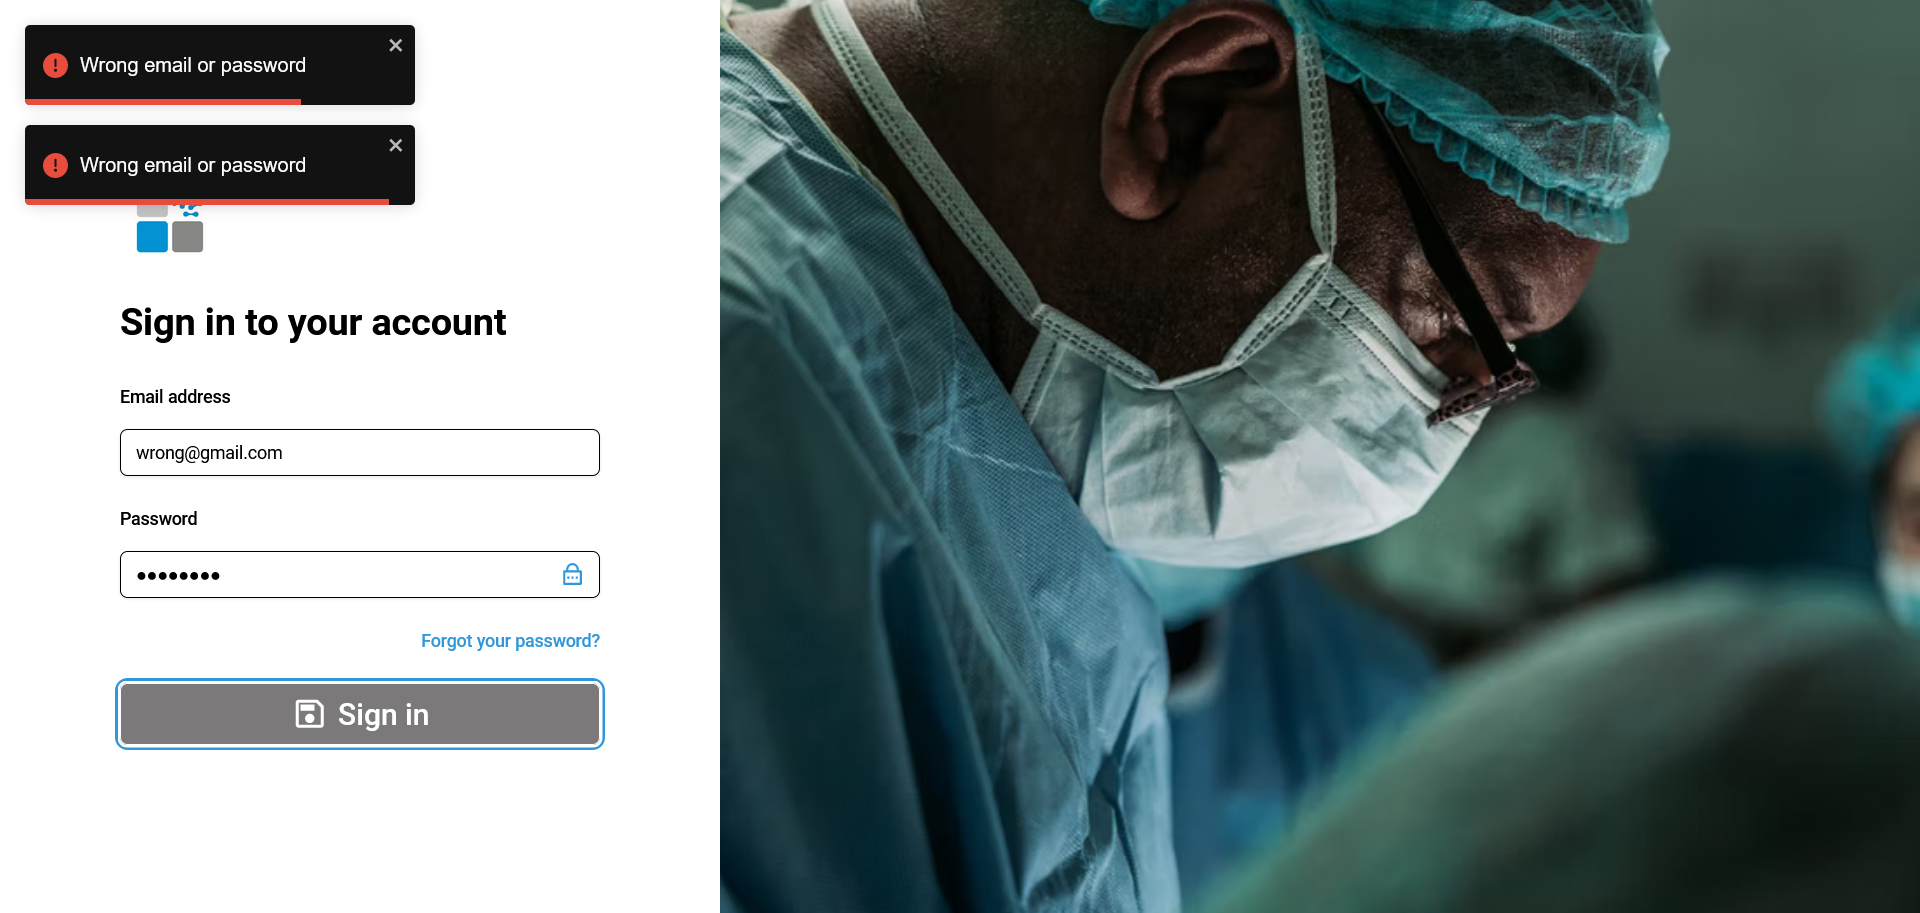 Wrong email or password
Wrong email or password
Sign in to your account
Email address
wrong@gmail.com
Password
••••••••
Forgot your password?
Sign in